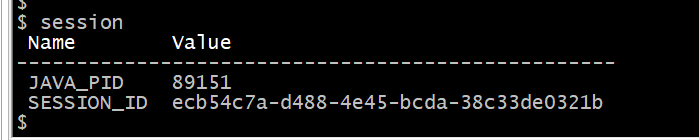 $
$ session
Name Value
--------------------------------------------------
JAVA_PID 89151
SESSION_ID ecb54c7a-d488-4e45-bcda-38c33de0321b
$